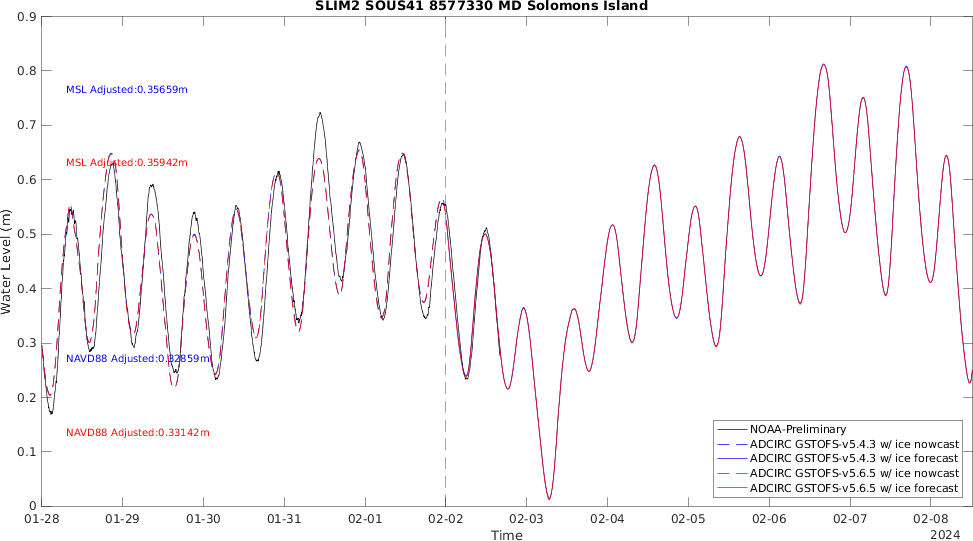 SLIM2 SOUS41 8577330 MD Solomons Island
0.9
0.8
0.7
0.6
0.5
0.4
0.3
0.2
0.1
0
Water Level (m)
MSL Adjusted:0.35659m
MSL Adjusted:0.35942m
NAVD88 Adjusted:0.32859m
NAVD88 Adjusted:0.33142m
NOAA-Preliminary
ADCIRC GSTOFS-v5.4.3 w/ ice nowcast
ADCIRC GSTOFS-v5.4.3 w/ ice forecast
ADCIRC GSTOFS-v5.6.5 w/ ice nowcast
ADCIRC GSTOFS-v5.6.5 w/ ice forecast
01-28 01-29 01-30 01-31 02-01 02-02 02-03 02-04 02-05 02-06 02-07 02-08
Time
2024